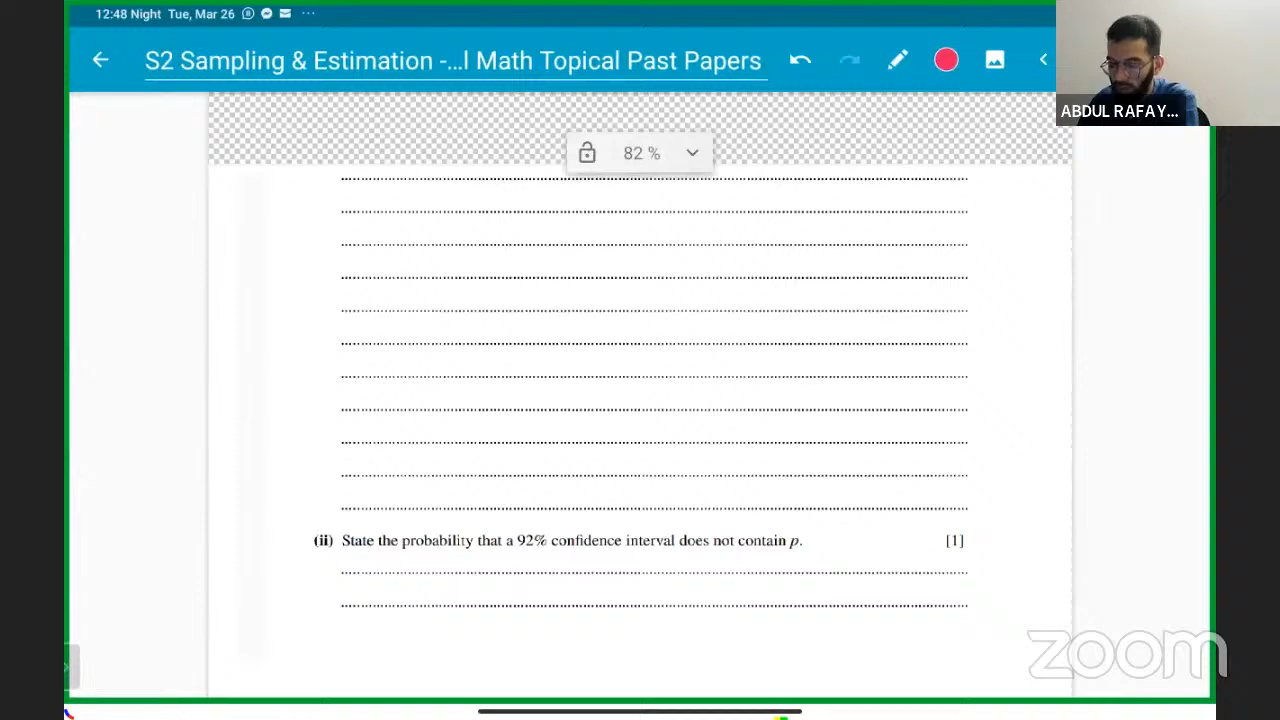 12:48 Night Tue, Mar 26 ...
S2 Sampling & Estimation -...l Math Topical Past Papers
ABDUL RAFAY...
82 %
(ii) State the probability that a 92% confidence interval does not contain p. [1]
zoom